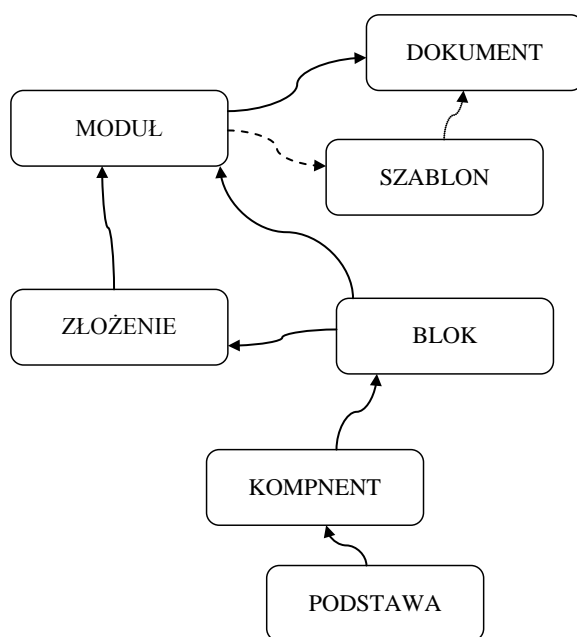 DOKUMENT
MODUŁ
SZABLON
ZŁOŻENIE
BLOK
KOMPNENT
PODSTAWA